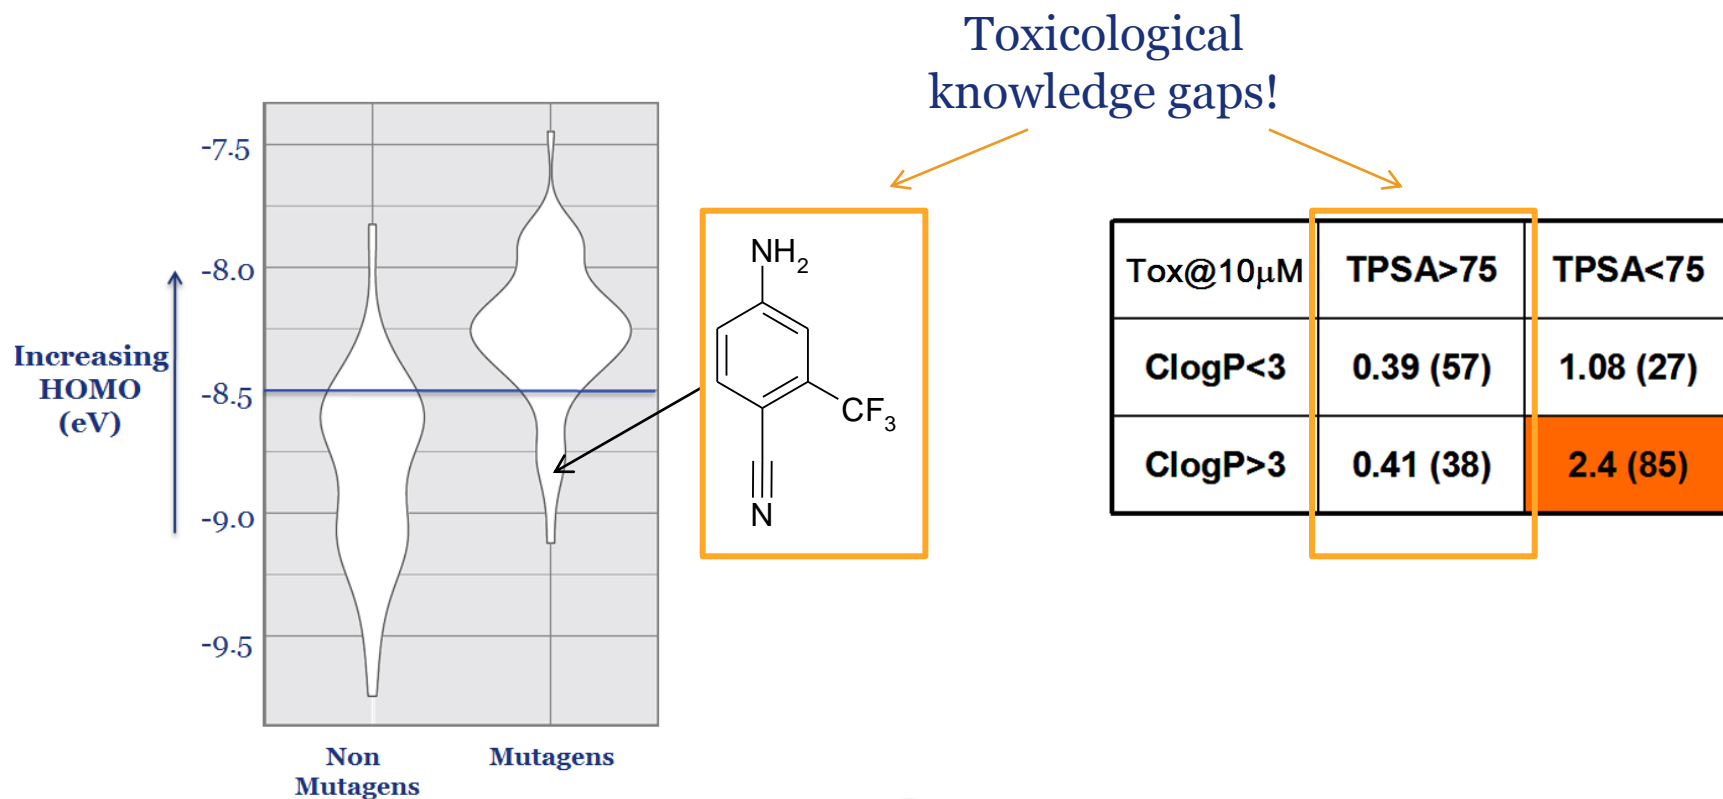 Toxicological
knowledge gaps!
-7.5
-8.0
-8.5
-9.0
-9.5
Increasing
HOMO
(eV)
Non
Mutagens
Mutagens
NH2
CF3
N
Tox@10μM TPSA>75 TPSA<75
ClogP<3 0.39 (57) 1.08 (27)
ClogP>3 0.41 (38) 2.4 (85)